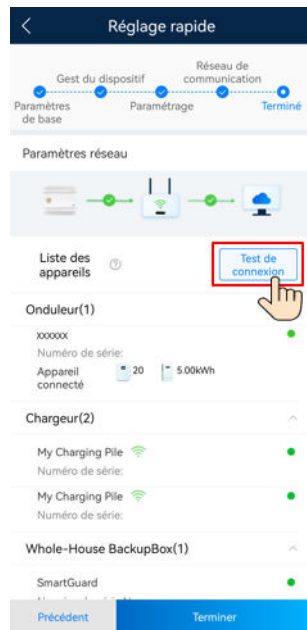 Réglage rapide
Réseau de
Gest du dispositif communication
Paramètres Paramétrage Terminé
de base
Paramètres réseau
Liste des
appareils
Test de
connexion
Onduleur(1)
xxxxxx
Numéro de série:
Appareil 20 5.00kWh
connecté
Chargeur(2)
My Charging Pile
Numéro de série:
My Charging Pile
Numéro de série:
Whole-House BackupBox(1)
SmartGuard
Précédent Terminer